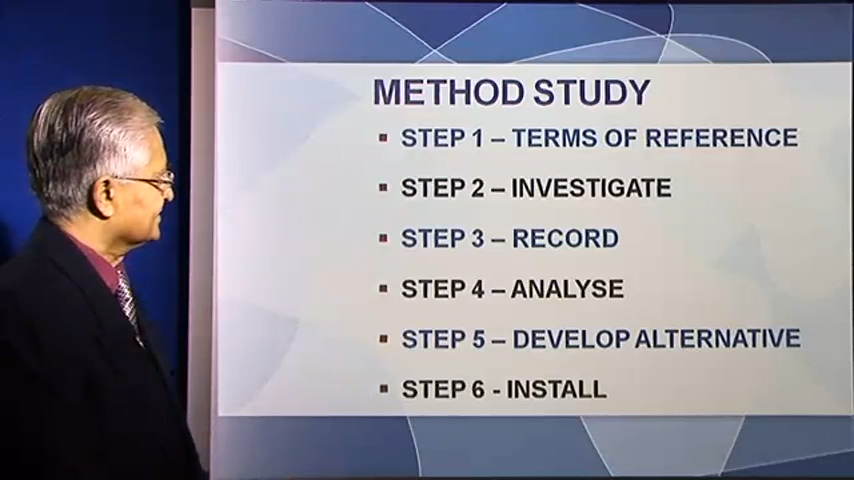 METHOD STUDY
▪ STEP 1 – TERMS OF REFERENCE
▪ STEP 2 – INVESTIGATE
▪ STEP 3 – RECORD
▪ STEP 4 – ANALYSE
▪ STEP 5 – DEVELOP ALTERNATIVE
▪ STEP 6 - INSTALL